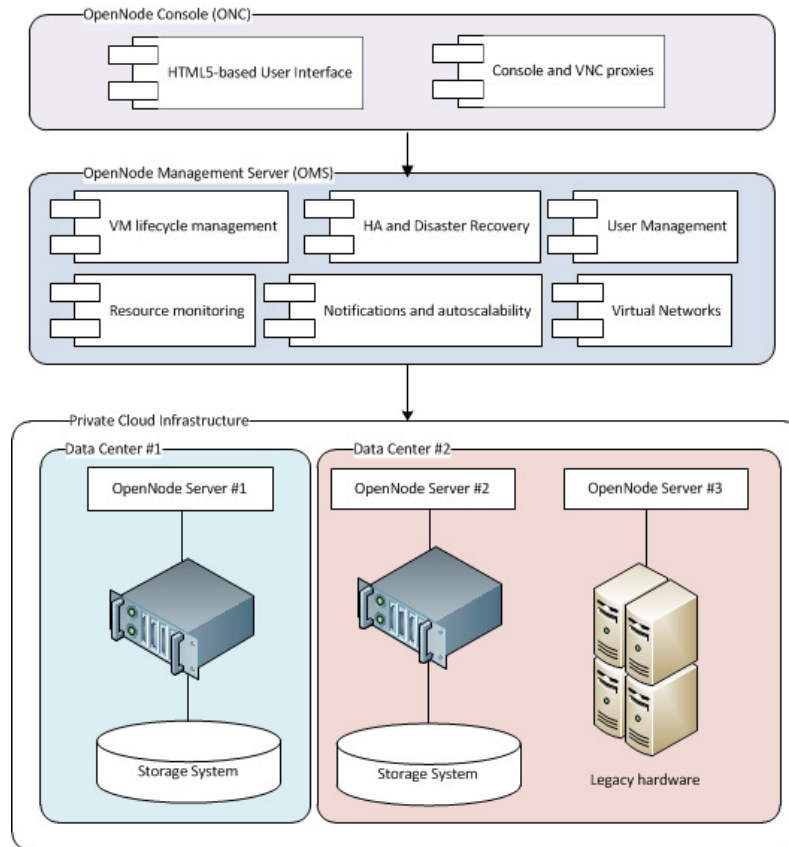 OpenNode Console (ONC)
HTML5-based User Interface
Console and VNC proxies
OpenNode Management Server (OMS)
VM lifecycle management
HA and Disaster Recovery
User Management
Resource monitoring
Notifications and autoscalability
Virtual Networks
Private Cloud Infrastructure
Data Center #1
Data Center #2
OpenNode Server #1
OpenNode Server #2
OpenNode Server #3
Storage System
Storage System
Legacy hardware